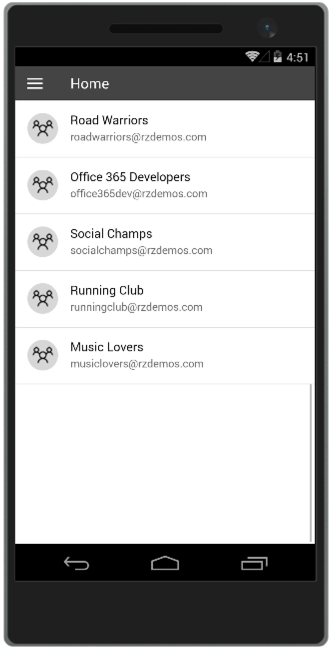 4:51
Home
Road Warriors
roadwarriors@rzdemos.com
Office 365 Developers
office365dev@rzdemos.com
Social Champs
socialchamps@rzdemos.com
Running Club
runningclub@rzdemos.com
Music Lovers
musiclovers@rzdemos.com